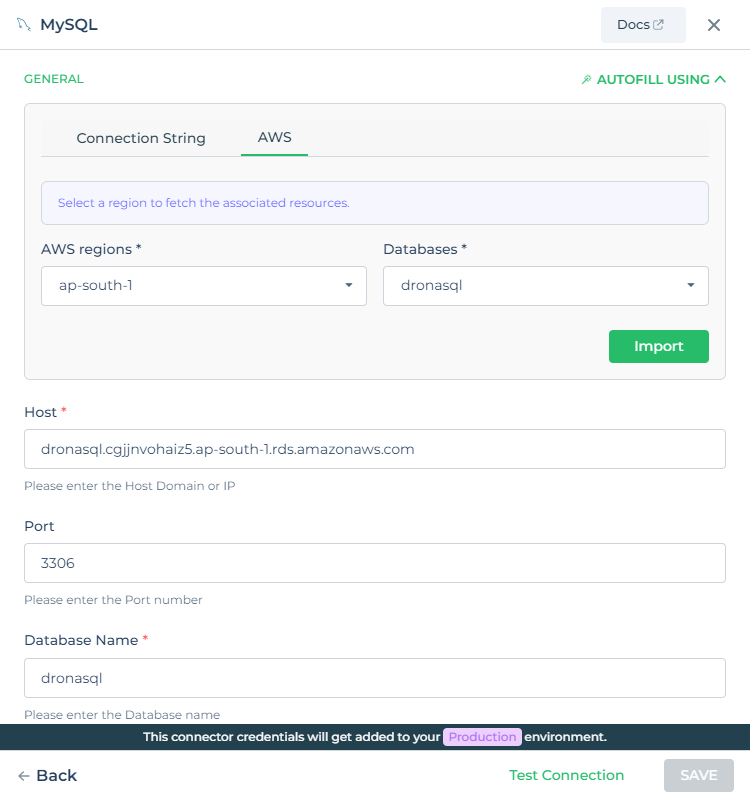 MySQL
Docs
GENERAL
AUTOFILL USING
Connection String
AWS
Select a region to fetch the associated resources.
AWS regions *
Databases *
ap-south-1
dronasql
Import
Host *
dronasql.cgjjnvohaiz5.ap-south-1.rds.amazonaws.com
Please enter the Host Domain or IP
Port
3306
Please enter the Port number
Database Name *
dronasql
Please enter the Database name
This connector credentials will get added to your Production environment.
Back
Test Connection
SAVE